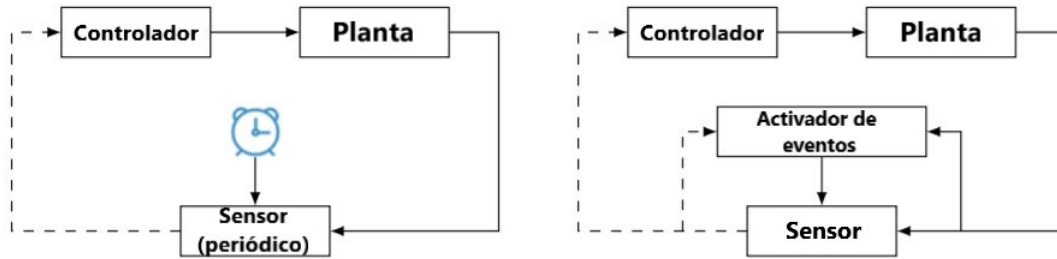 Controlador
Planta
Sensor
(periódico)
Controlador
Planta
Activador de
eventos
Sensor